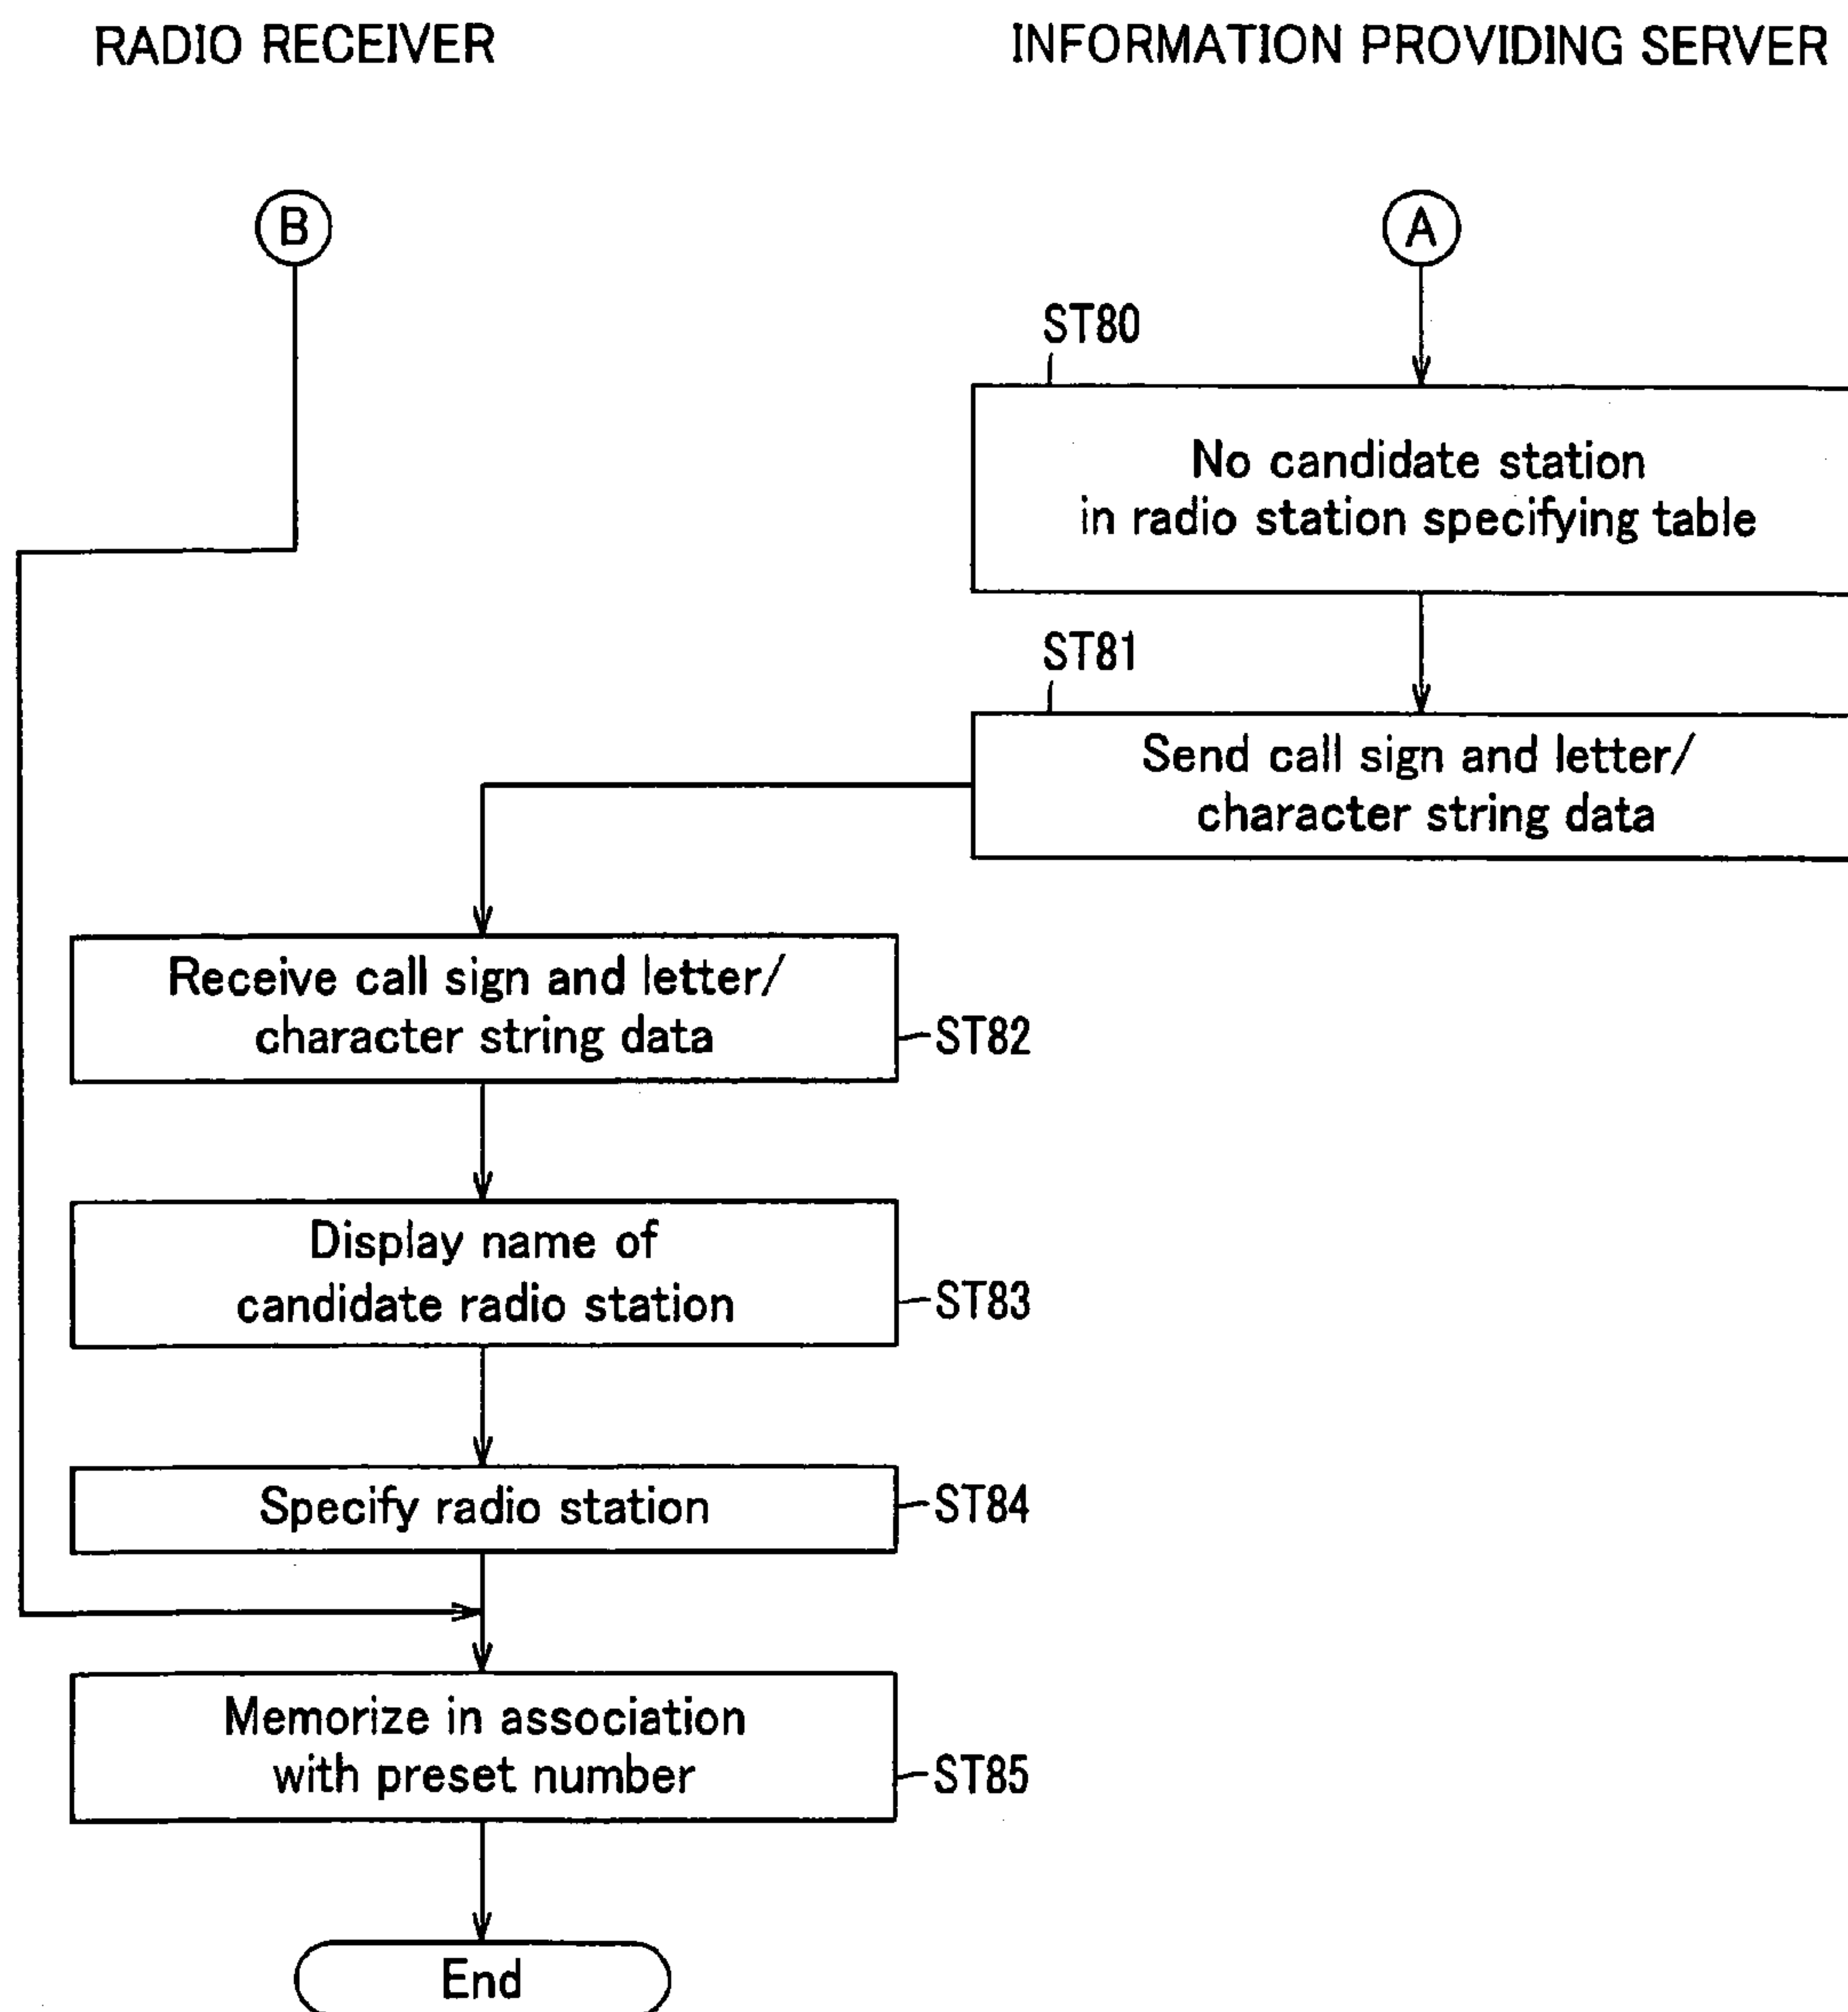 RADIO RECEIVER
INFORMATION PROVIDING SERVER
B
A
ST80
No candidate station
in radio station specifying table
ST81
Send call sign and letter/
character string data
Receive call sign and letter/
character string data
ST82
Display name of
candidate radio station
ST83
Specify radio station
ST84
Memorize in association
with preset number
ST85
End